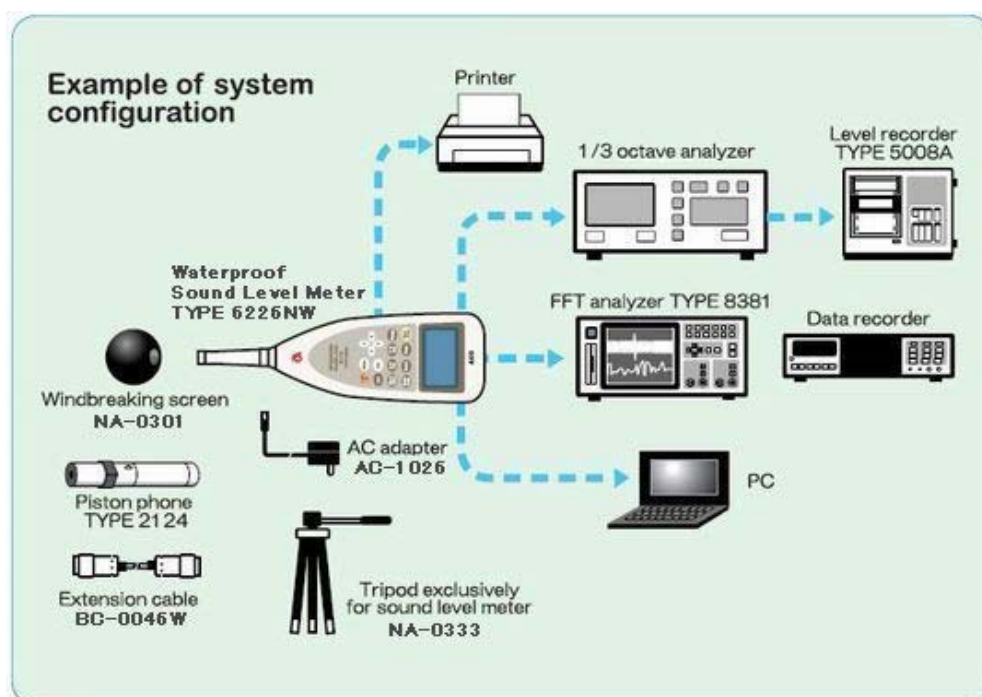 Example of system
configuration
Printer
1/3 octave analyzer
Level recorder
TYPE 5008A
Waterproof
Sound Level Meter
TYPE 6226NW
FFT analyzer TYPE 8381
Data recorder
Windbreaking screen
NA-0301
AC adapter
AC-1026
PC
Piston phone
TYPE 2124
Extension cable
BC-0046W
Tripod exclusively
for sound level meter
NA-0333